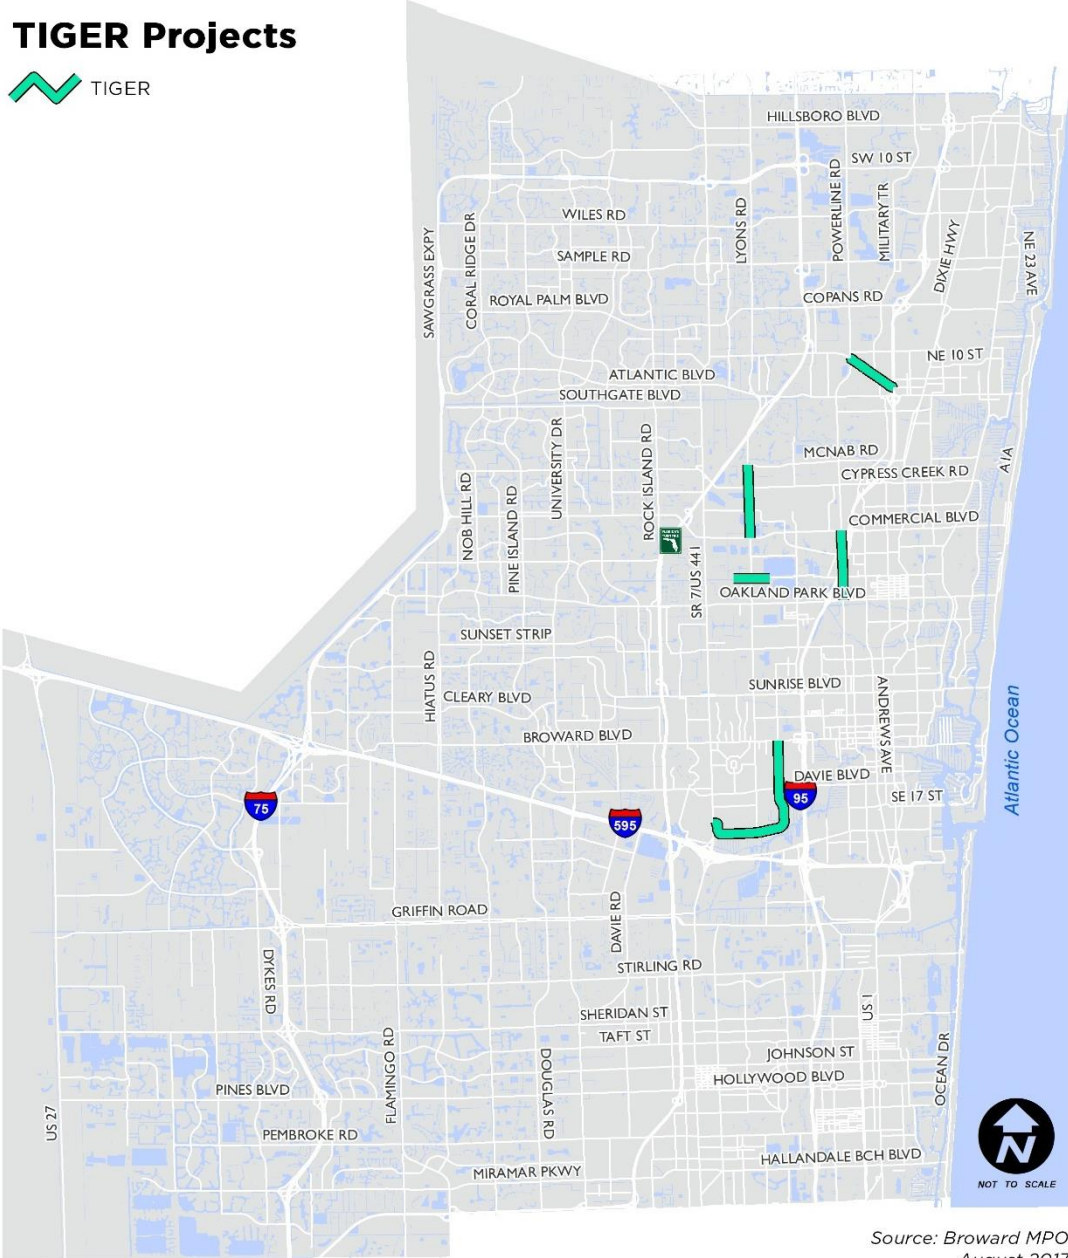 TIGER Projects
TIGER
HILLSBORO BLVD
SW 10 ST
POWERLINE RD
MILITARY TR
LYONS RD
WILES RD
CORAL RIDGE DR
SAWGRASS EXPY
SAMPLE RD
DIXIE HWY
NE 23 AVE
ROYAL PALM BLVD
COPANS RD
NE 10 ST
ATLANTIC BLVD
SOUTHGATE BLVD
UNIVERSITY DR
ROCK ISLAND RD
MCNAB RD
CYPRESS CREEK RD
A1A
NOB HILL RD
PINE ISLAND RD
COMMERCIAL BLVD
SR 7/US 441
OAKLAND PARK BLVD
SUNSET STRIP
HIATUS RD
CLEARY BLVD
SUNRISE BLVD
ANDREWS AVE
BROWARD BLVD
Atlantic Ocean
DAVIE BLVD
SE 17 ST
75
95
595
GRIFFIN ROAD
DAVIE RD
DYKES RD
STIRLING RD
SHERIDAN ST
TAFT ST
US 1
FLAMINGO RD
JOHNSON ST
HOLLYWOOD BLVD
OCEAN DR
DOUGLAS RD
PINES BLVD
US 27
PEMBROKE RD
HALLANDALE BCH BLVD
MIRAMAR PKWY
N
NOT TO SCALE
Source: Broward MPO
August 2017